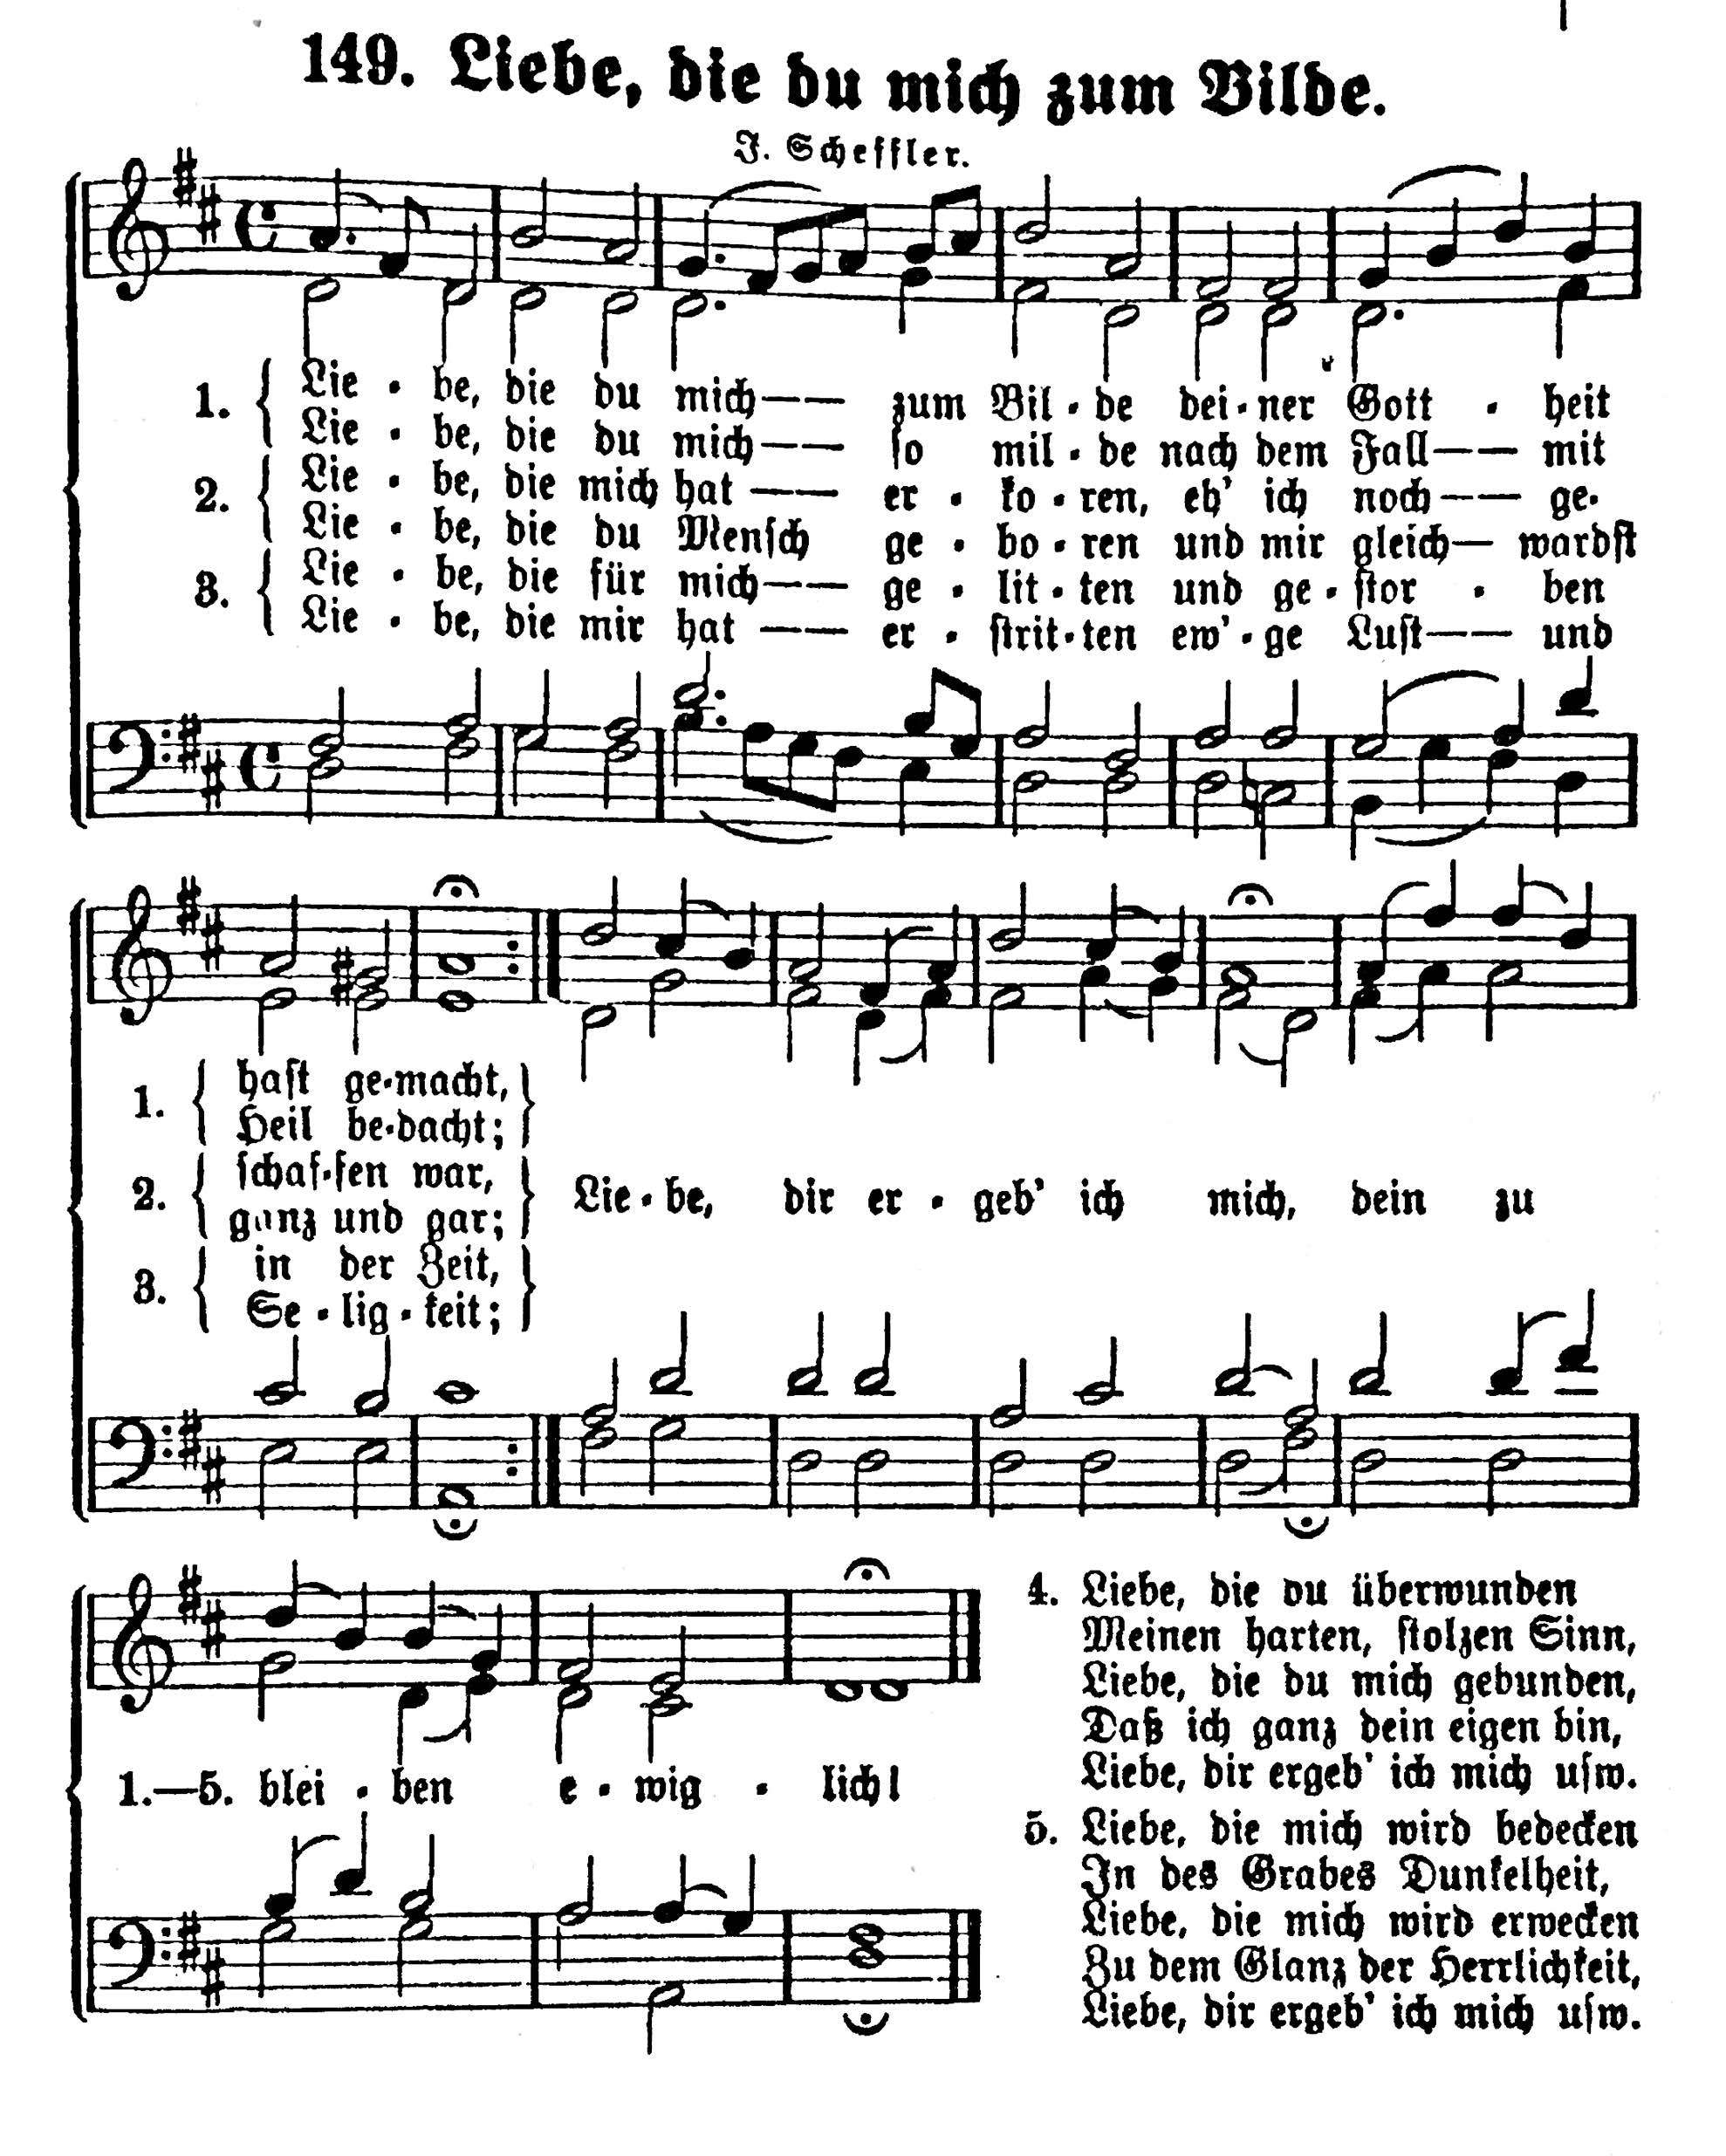 149. Liebe, die du mich zum Bilde.
J. Scheffler.
1. { Lie - be, die du mich—— zum Bil - de dei - ner Gott - heit
Lie - be, die du mich—— ſo mil - de nach dem Fall—— mit
2. { Lie - be, die mich hat —— er - ko - ren, eh' ich noch—— ge-
Lie - be, die du Menſch ge - bo - ren und mir gleich— wardſt
3. { Lie - be, die für mich—— ge - lit - ten und ge - ſtor - ben
Lie - be, die mir hat —— er - ſtrit - ten ew' - ge Luſt—— und
1. { haſt ge-macht, }
Heil be-dacht;
2. { ſchaf-fen war, } Lie - be, dir er - geb' ich mich, dein zu
ganz und gar;
3. { in der Zeit, }
Se - lig - keit;
1.—5. blei - ben e - wig - lich!
4. Liebe, die du überwunden
Meinen harten, ſtolzen Sinn,
Liebe, die du mich gebunden,
Daß ich ganz dein eigen bin,
Liebe, dir ergeb' ich mich uſw.
5. Liebe, die mich wird bedecken
In des Grabes Dunkelheit,
Liebe, die mich wird erwecken
Zu dem Glanz der Herrlichkeit,
Liebe, dir ergeb' ich mich uſw.